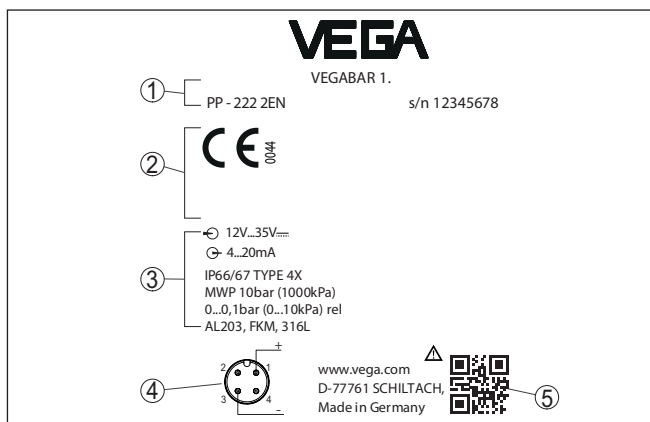 VEGA
VEGABAR 1.
1
PP - 222 2EN s/n 12345678
2
CE 0044
12V...35V
4...20mA
3
IP66/67 TYPE 4X
MWP 10bar (1000kPa)
0...0,1bar (0...10kPa) rel
AL203, FKM, 316L
+
2 1
4
3 4
-
www.vega.com
D-77761 SCHILTACH,
Made in Germany
5